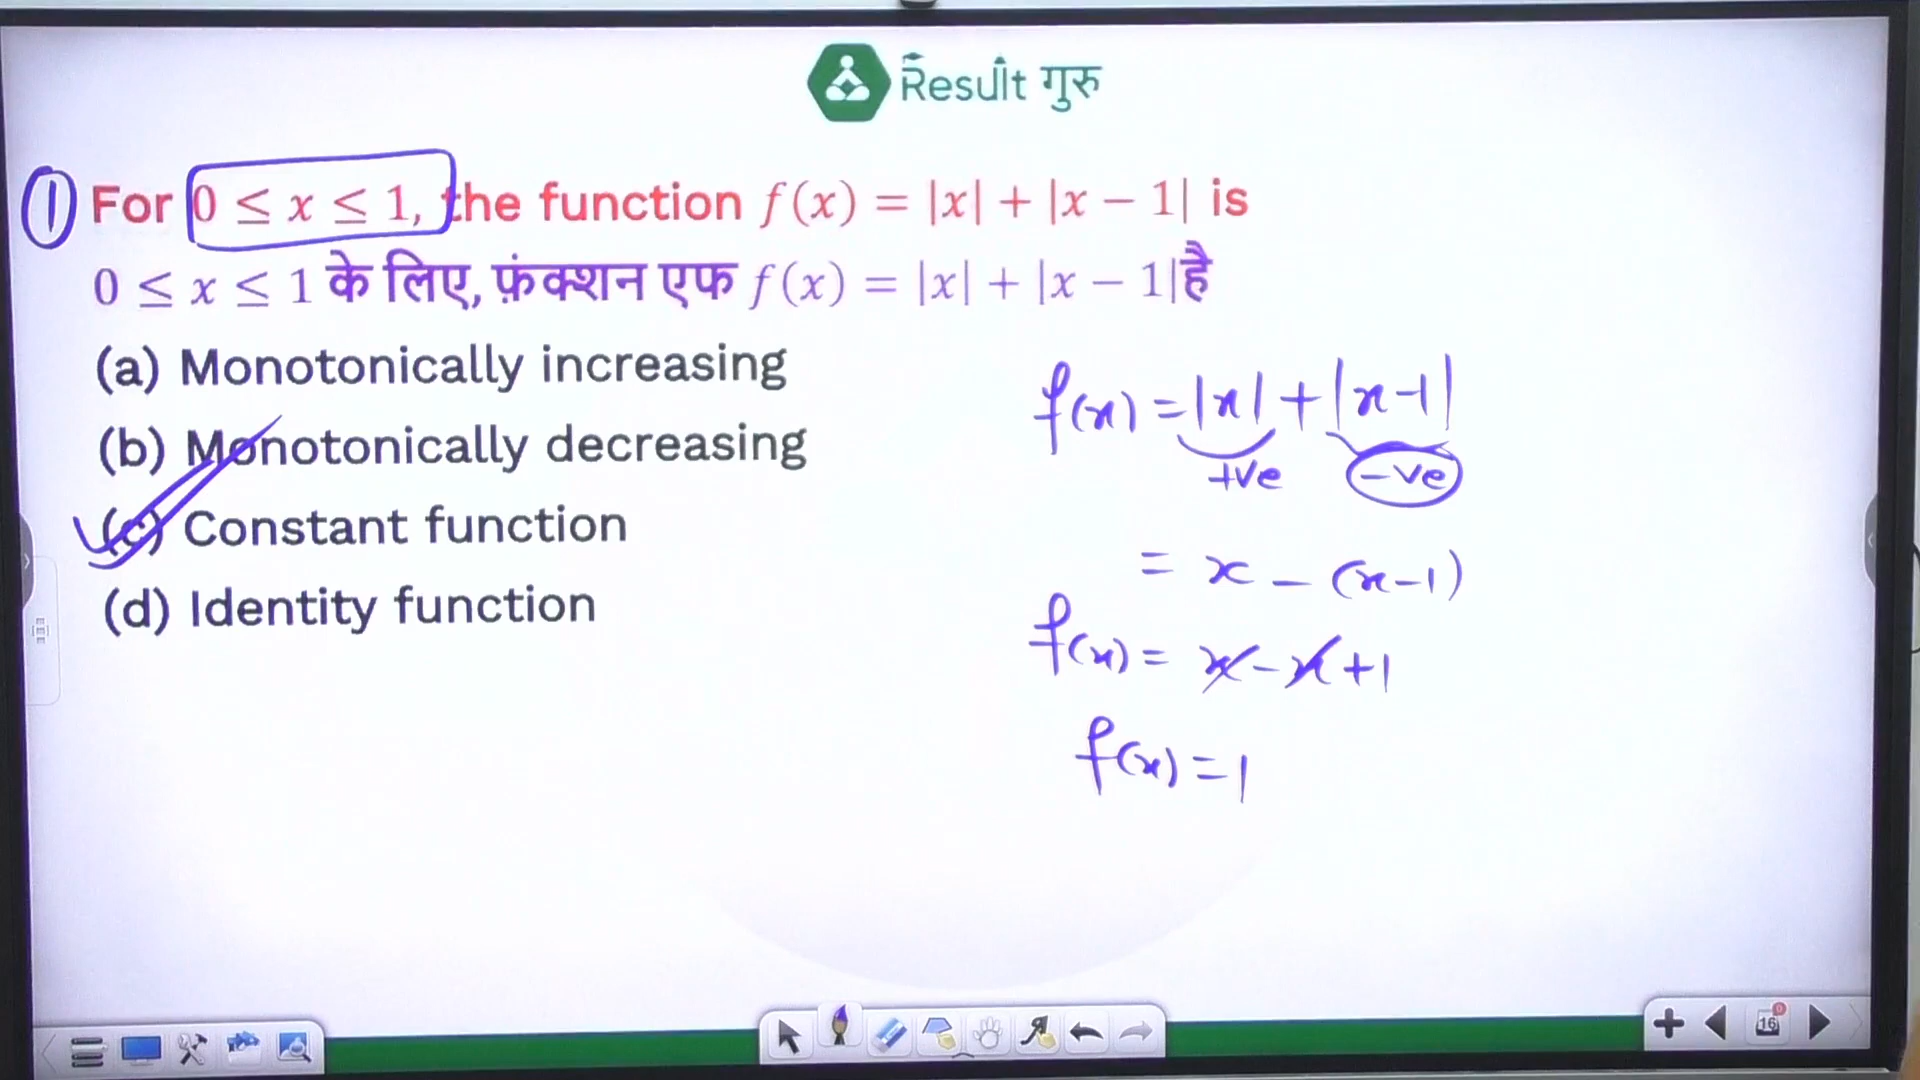 Result गुरु
① For 0 ≤ x ≤ 1, the function f(x) = |x| + |x − 1| is
0 ≤ x ≤ 1 के लिए, फ़ंक्शन एफ f(x) = |x| + |x − 1| है
(a) Monotonically increasing
(b) Monotonically decreasing
(c) Constant function
(d) Identity function
f(x) = |x| + |x-1|
+ve -ve
= x - (x-1)
f(x) = x - x + 1
f(x) = 1
16